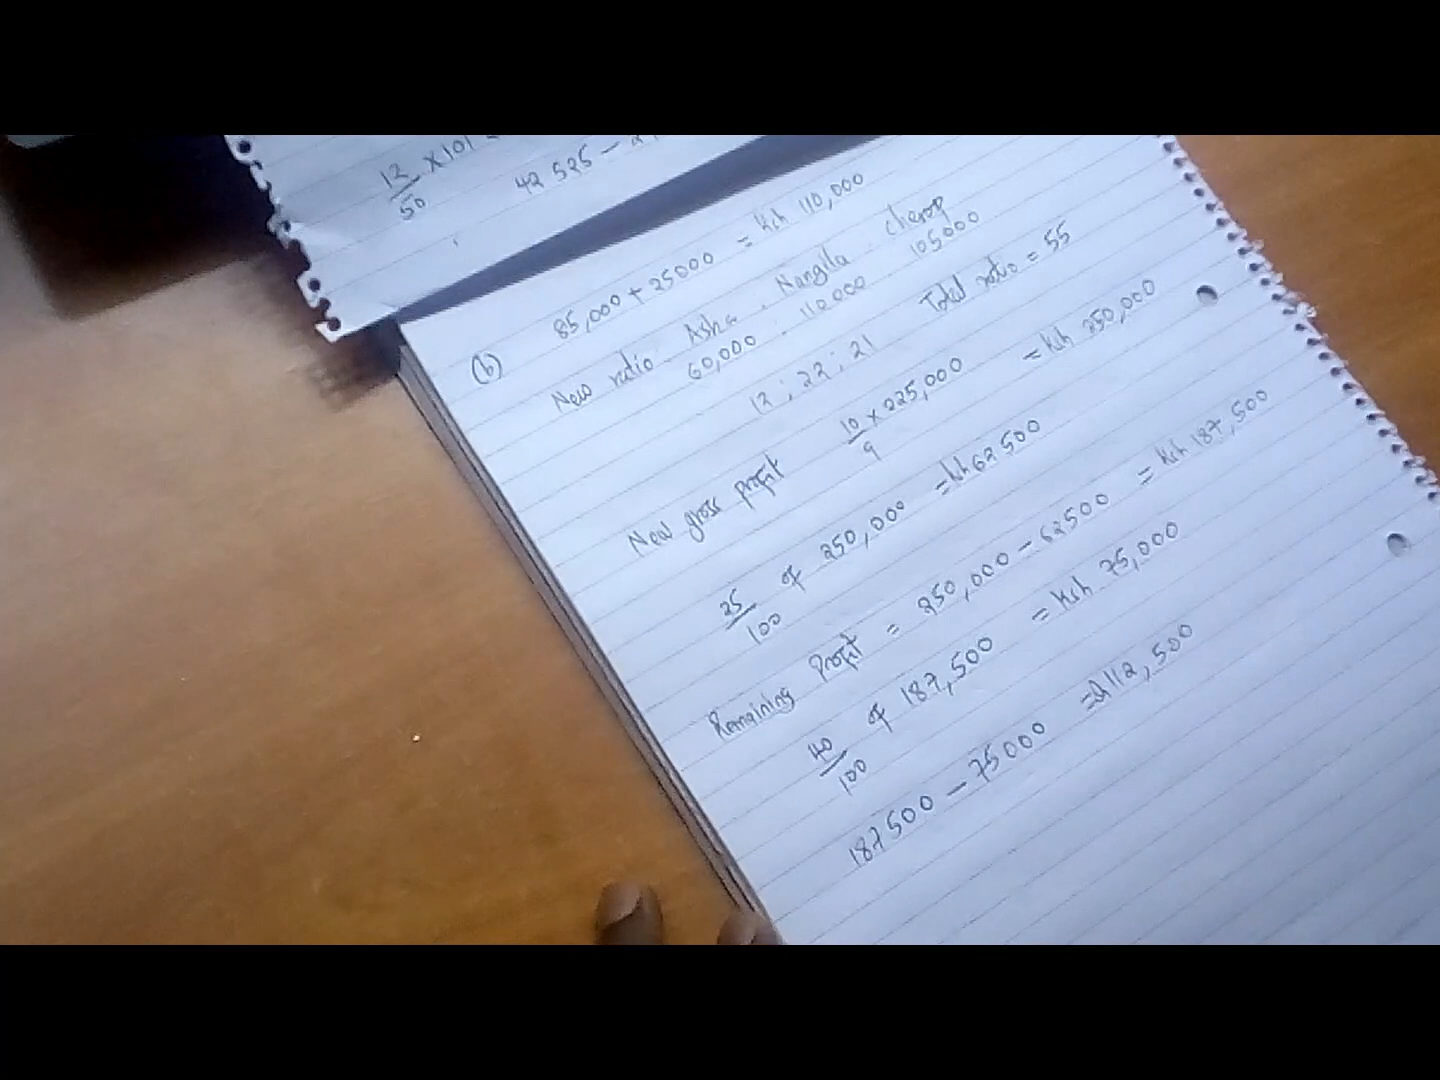 12/50 X101
42 525 -
(b) 85,000 + 25000 = Ksh 110,000
New ratio Asha . Nangila . Cherop
60,000 : 110 000 105000
12 : 22 : 21 Total ratio = 55
New gross profit 10/9 x 225,000 = Ksh 250,000
25/100 of 250,000 = Sh 62500
Remaining Profit = 250,000 - 62500 = Ksh 187,500
40/100 of 187,500 = Ksh 75,000
187500 - 75000 = Sh 112,500